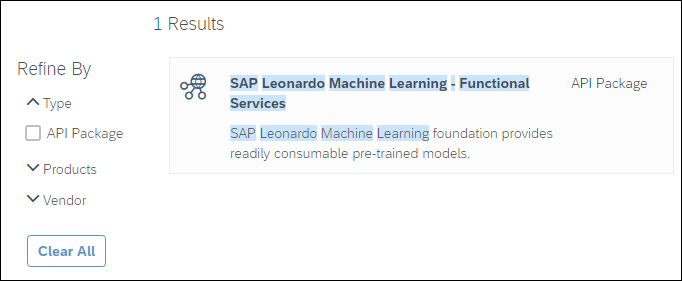 1 Results
Refine By
Type
API Package
Products
Vendor
Clear All
SAP Leonardo Machine Learning - Functional
Services
API Package
SAP Leonardo Machine Learning foundation provides
readily consumable pre-trained models.